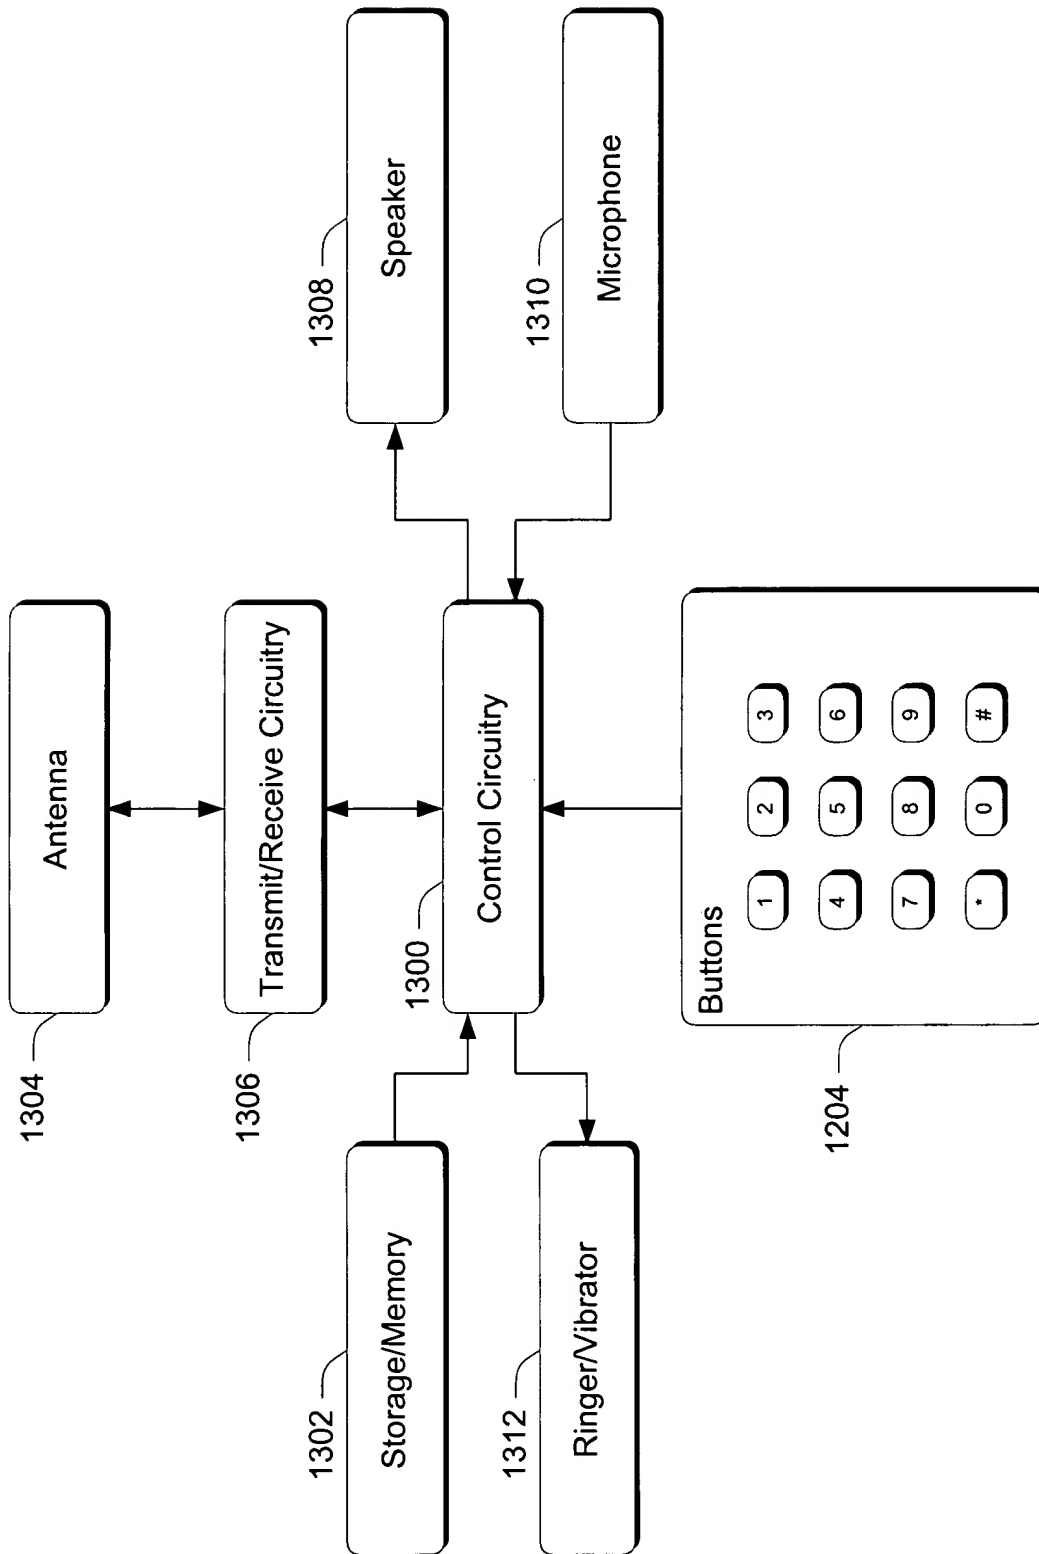 1304
Antenna
1306
Transmit/Receive Circuitry
1302
Storage/Memory
1308
Speaker
1300
Control Circuitry
1312
Ringer/Vibrator
1310
Microphone
1204
Buttons
1 2 3
4 5 6
7 8 9
* 0 #